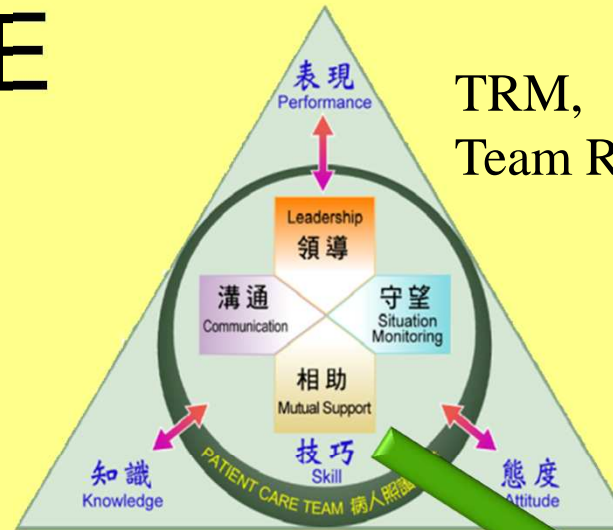 E
表現
Performance
TRM,
Team R
Leadership
領導
溝通
Communication
守望
Situation
Monitoring
相助
Mutual Support
技巧
Skill
知識
Knowledge
態度
Attitude
PATIENT CARE TEAM 病人照護